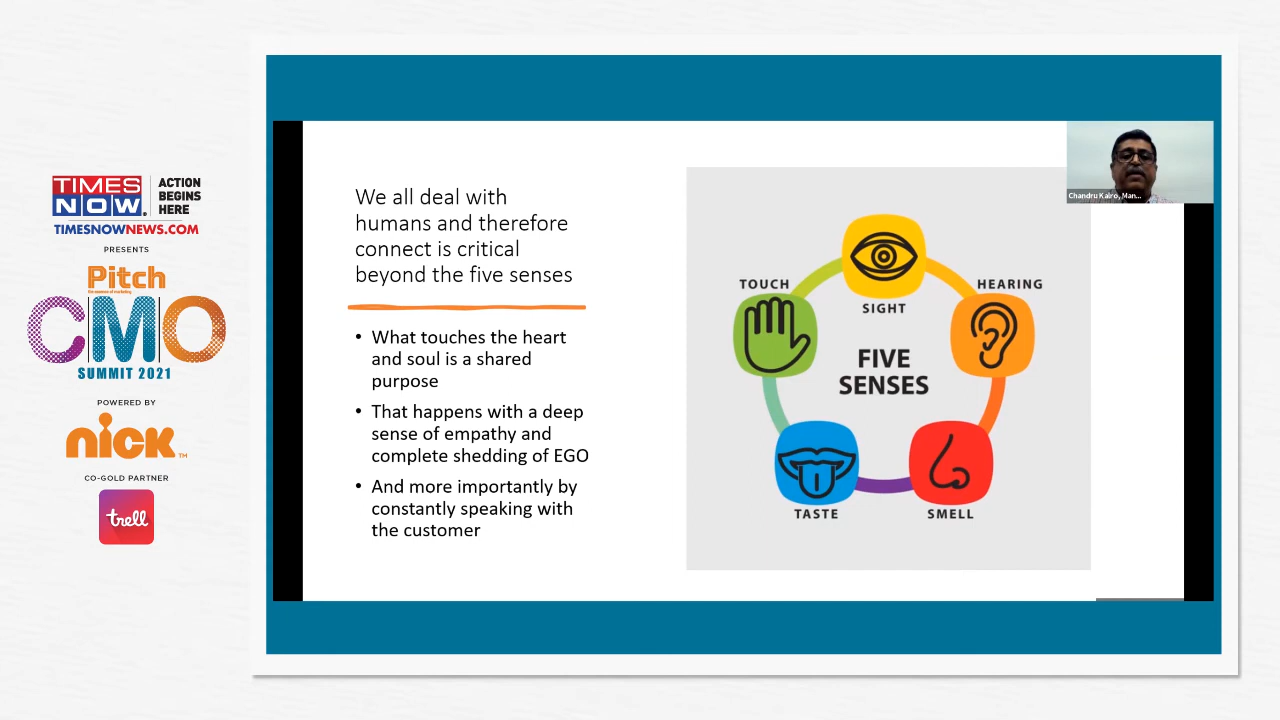 TIMES
NOW
ACTION
BEGINS
HERE
TIMESNOWNEWS.COM
PRESENTS
Pitch
CMO
SUMMIT 2021
POWERED BY
nick
TM
CO-GOLD PARTNER
trell
We all deal with
humans and therefore
connect is critical
beyond the five senses
• What touches the heart
and soul is a shared
purpose
• That happens with a deep
sense of empathy and
complete shedding of EGO
• And more importantly by
constantly speaking with
the customer
TOUCH
SIGHT
HEARING
FIVE
SENSES
TASTE
SMELL
Chandru Kalro, Man...